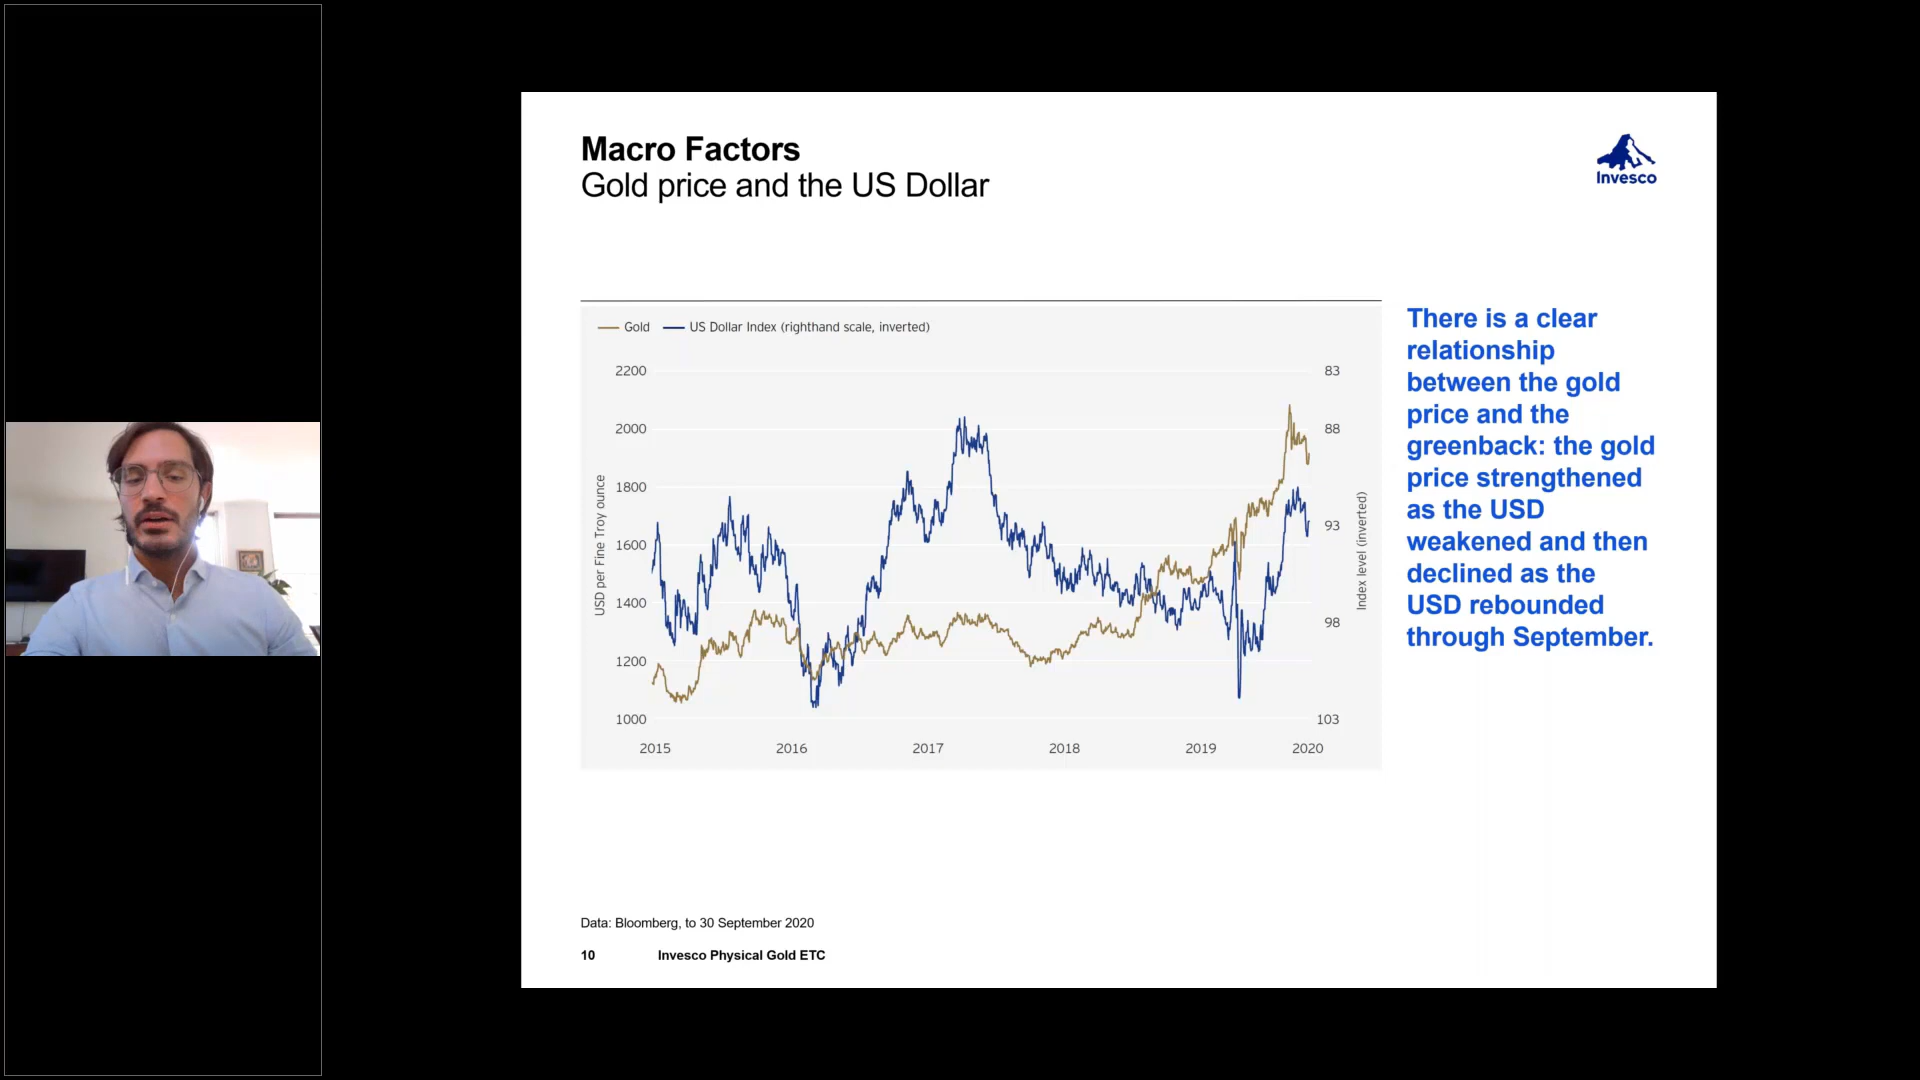 Macro Factors
Gold price and the US Dollar
Invesco
Gold
US Dollar Index (righthand scale, inverted)
2200
2000
1800
1600
1400
1200
1000
USD per Fine Troy ounce
83
88
93
98
103
Index level (inverted)
2015
2016
2017
2018
2019
2020
There is a clear
relationship
between the gold
price and the
greenback: the gold
price strengthened
as the USD
weakened and then
declined as the
USD rebounded
through September.
Data: Bloomberg, to 30 September 2020
10
Invesco Physical Gold ETC